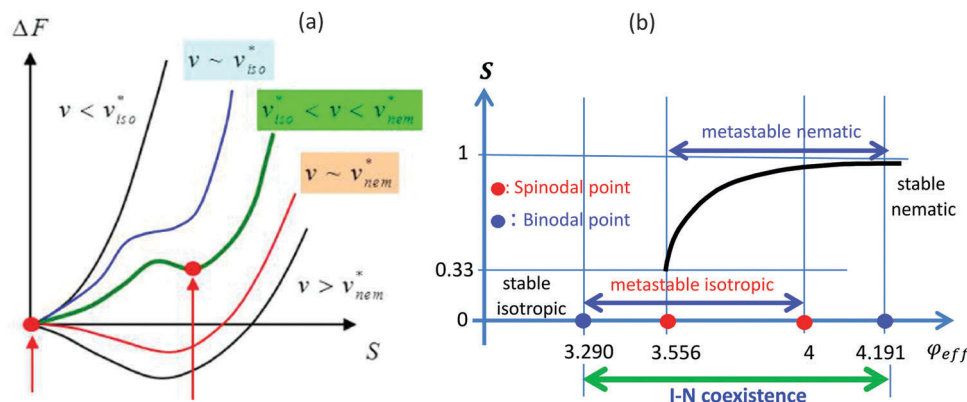 (a)
ΔF
v ~ v*iso
v < v*iso
v*iso < v < v*nem
v ~ v*nem
v > v*nem
S
(b)
S
metastable nematic
1
: Spinodal point
: Binodal point
stable
nematic
0.33
stable
isotropic
metastable isotropic
0
3.290 3.556 4 4.191 φeff
I-N coexistence